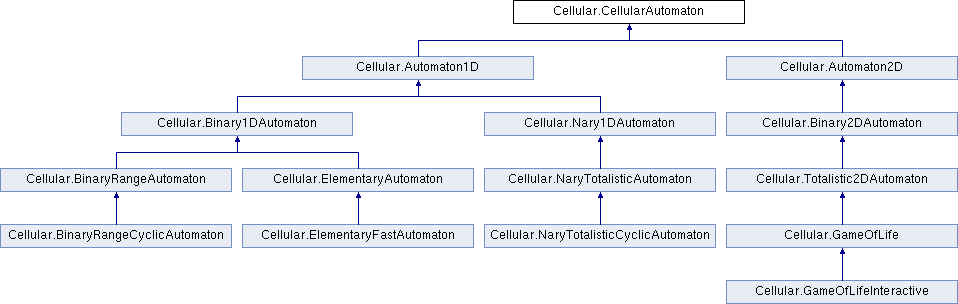 Cellular.CellularAutomaton
Cellular.Automaton1D
Cellular.Automaton2D
Cellular.Binary1DAutomaton
Cellular.Nary1DAutomaton
Cellular.Binary2DAutomaton
Cellular.BinaryRangeAutomaton
Cellular.ElementaryAutomaton
Cellular.NaryTotalisticAutomaton
Cellular.Totalistic2DAutomaton
Cellular.BinaryRangeCyclicAutomaton
Cellular.ElementaryFastAutomaton
Cellular.NaryTotalisticCyclicAutomaton
Cellular.GameOfLife
Cellular.GameOfLifeInteractive